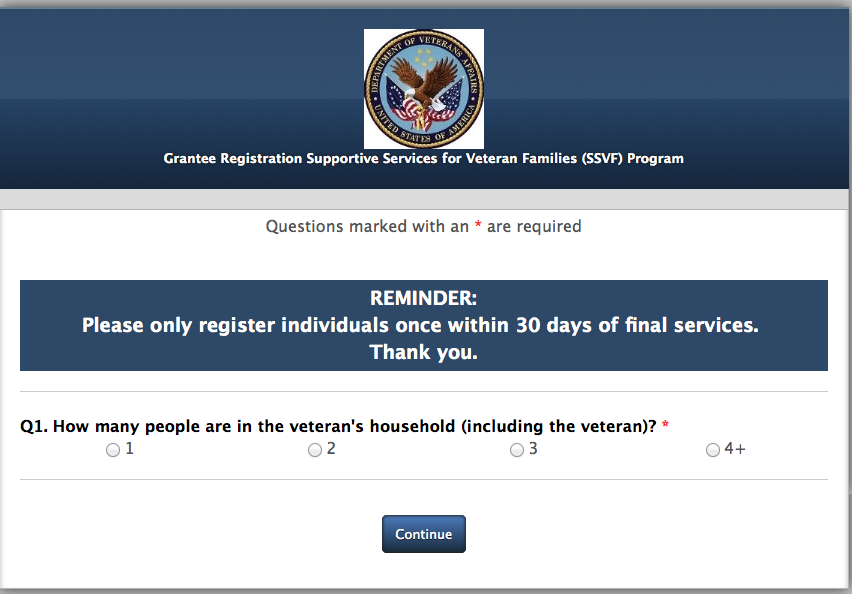 DEPARTMENT OF VETERANS AFFAIRS
UNITED STATES OF AMERICA
Grantee Registration Supportive Services for Veteran Families (SSVF) Program
Questions marked with an * are required
REMINDER:
Please only register individuals once within 30 days of final services.
Thank you.
Q1. How many people are in the veteran's household (including the veteran)? *
1 2 3 4+
Continue